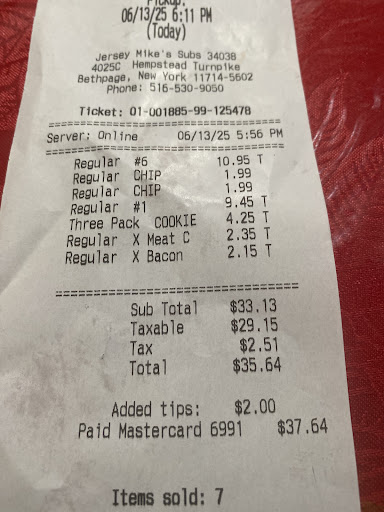 Pickup:
06/13/25 6:11 PM
(Today)
Jersey Mike's Subs 34038
4025C Hempstead Turnpike
Bethpage, New York 11714-5602
Phone: 516-530-9050
Ticket: 01-001885-99-125478
==============================
Server: Online 06/13/25 5:56 PM
==============================
Regular #6 10.95 T
Regular CHIP 1.99
Regular CHIP 1.99
Regular #1 9.45 T
Three Pack COOKIE 4.25 T
Regular X Meat C 2.35 T
Regular X Bacon 2.15 T
==============================
Sub Total $33.13
Taxable $29.15
Tax $2.51
Total $35.64
Added tips: $2.00
Paid Mastercard 6991 $37.64
Items sold: 7